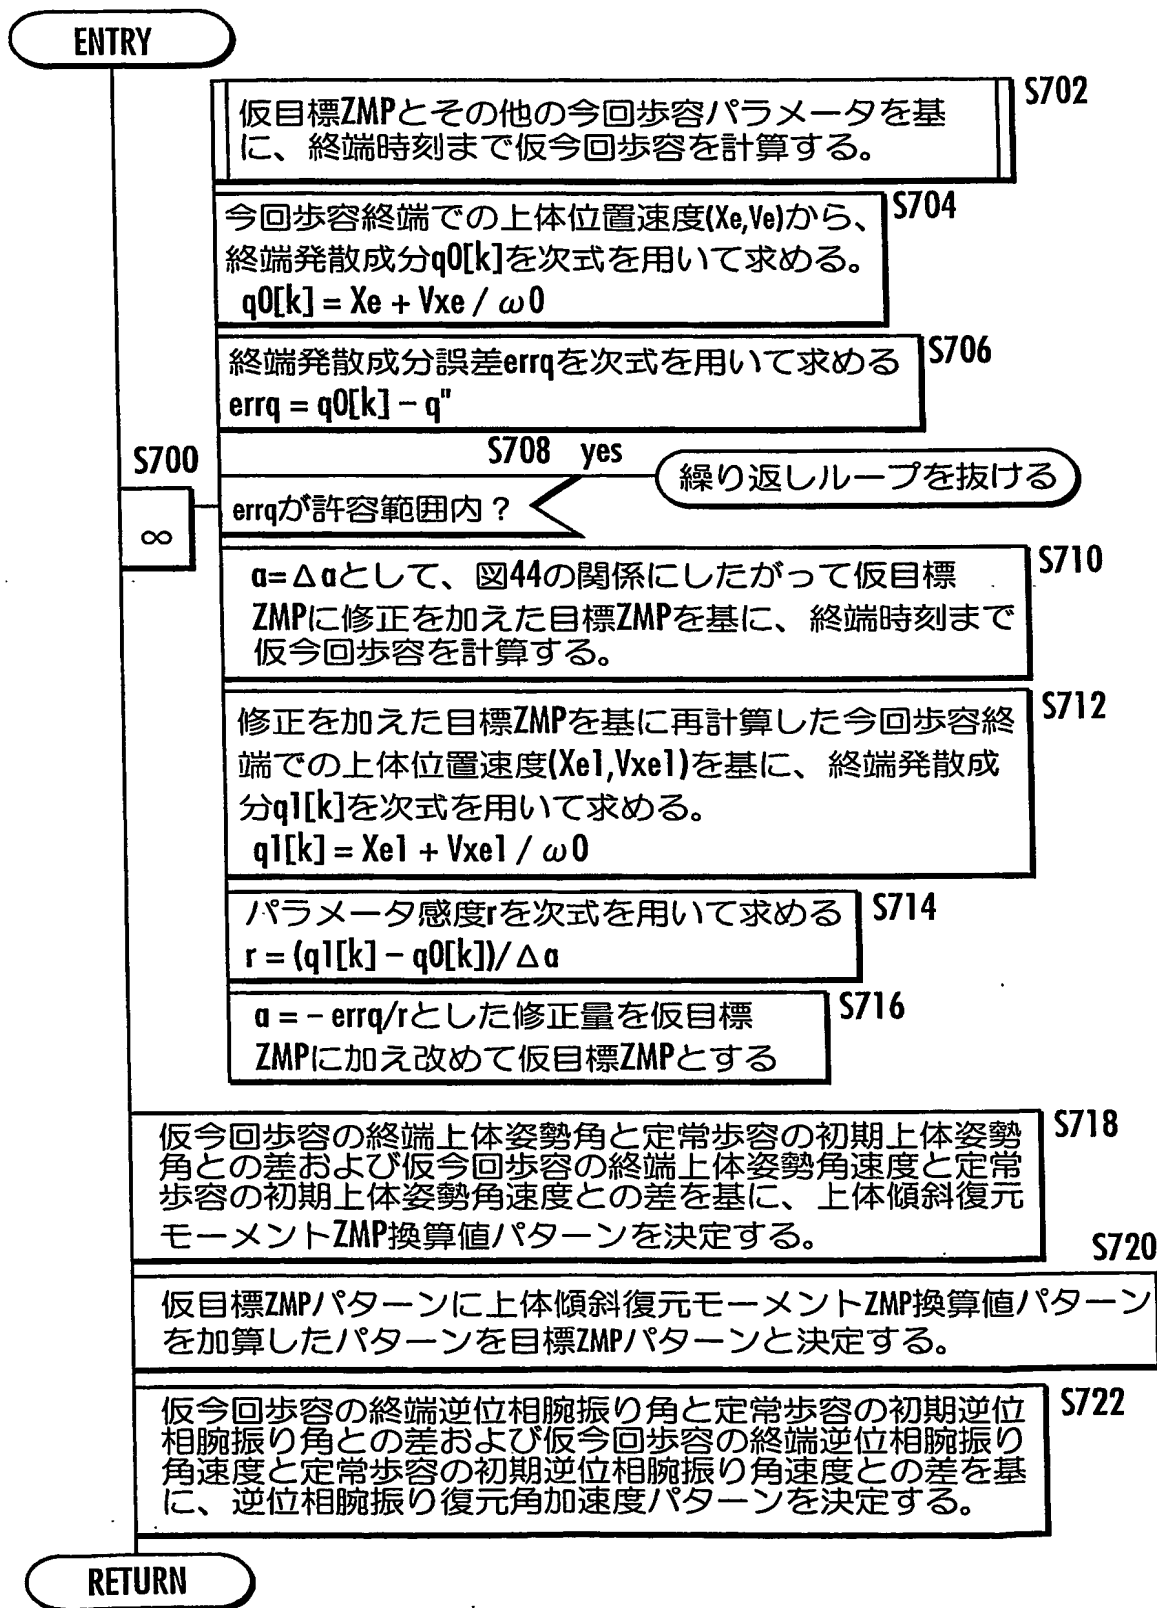 ENTRY
S702
仮目標ZMPとその他の今回歩容パラメータを基
に、終端時刻まで仮今回歩容を計算する。
S704
今回歩容終端での上体位置速度(Xe,Ve)から、
終端発散成分q0[k]を次式を用いて求める。
q0[k] = Xe + Vxe / ω0
S706
終端発散成分誤差errqを次式を用いて求める
errq = q0[k] − q"
S700
∞
S708 yes
errqが許容範囲内？
繰り返しループを抜ける
S710
a=Δaとして、図44の関係にしたがって仮目標
ZMPに修正を加えた目標ZMPを基に、終端時刻まで
仮今回歩容を計算する。
S712
修正を加えた目標ZMPを基に再計算した今回歩容終
端での上体位置速度(Xe1,Vxe1)を基に、終端発散成
分q1[k]を次式を用いて求める。
q1[k] = Xe1 + Vxe1 / ω0
S714
パラメータ感度rを次式を用いて求める
r = (q1[k] − q0[k])/Δa
S716
a = − errq/rとした修正量を仮目標
ZMPに加え改めて仮目標ZMPとする
S718
仮今回歩容の終端上体姿勢角と定常歩容の初期上体姿勢
角との差および仮今回歩容の終端上体姿勢角速度と定常
歩容の初期上体姿勢角速度との差を基に、上体傾斜復元
モーメントZMP換算値パターンを決定する。
S720
仮目標ZMPパターンに上体傾斜復元モーメントZMP換算値パターン
を加算したパターンを目標ZMPパターンと決定する。
S722
仮今回歩容の終端逆位相腕振り角と定常歩容の初期逆位
相腕振り角との差および仮今回歩容の終端逆位相腕振り
角速度と定常歩容の初期逆位相腕振り角速度との差を基
に、逆位相腕振り復元角加速度パターンを決定する。
RETURN